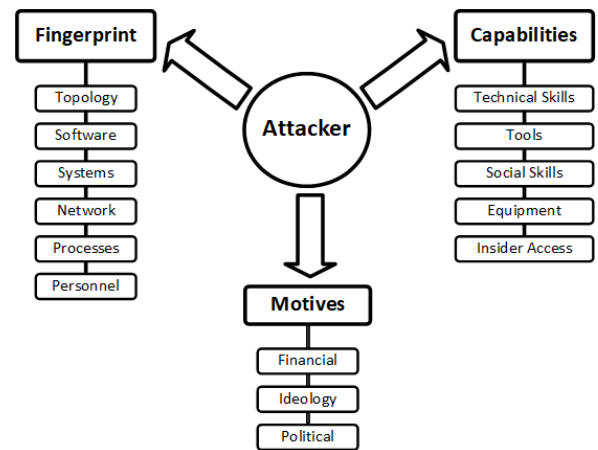 Fingerprint
Topology
Software
Systems
Network
Processes
Personnel
Attacker
Capabilities
Technical Skills
Tools
Social Skills
Equipment
Insider Access
Motives
Financial
Ideology
Political